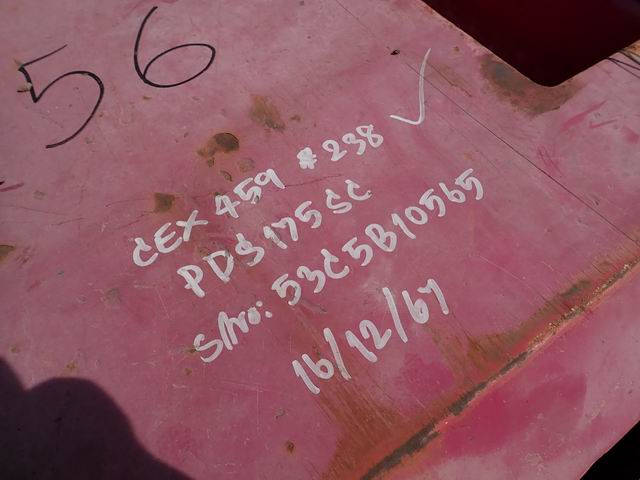 56
CEX 459 #238 ✓
PDS175SC
S/No: 53C5B10565
16/12/67